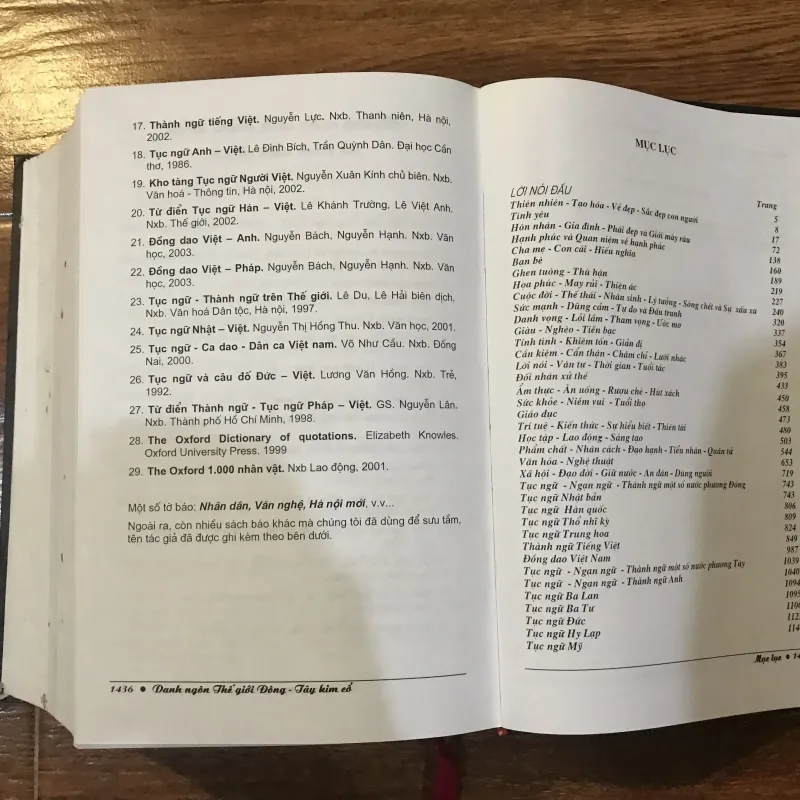 17. Thành ngữ tiếng Việt. Nguyễn Lực. Nxb. Thanh niên, Hà nội,
2002.
18. Tục ngữ Anh – Việt. Lê Đình Bích, Trần Quỳnh Dân. Đại học Cần
thơ, 1986.
19. Kho tàng Tục ngữ Người Việt. Nguyễn Xuân Kính chủ biên. Nxb.
Văn hoá - Thông tin, Hà nội, 2002.
20. Từ điển Tục ngữ Hán – Việt. Lê Khánh Trường, Lê Việt Anh.
Nxb. Thế giới, 2002.
21. Đồng dao Việt – Anh. Nguyễn Bách, Nguyễn Hạnh. Nxb. Văn
học, 2003.
22. Đồng dao Việt – Pháp. Nguyễn Bách, Nguyễn Hạnh. Nxb. Văn
học, 2003.
23. Tục ngữ - Thành ngữ trên Thế giới. Lê Du, Lê Hải biên dịch.
Nxb. Văn hoá Dân tộc, Hà nội, 1997.
24. Tục ngữ Nhật – Việt. Nguyễn Thị Hồng Thu. Nxb. Văn học, 2001.
25. Tục ngữ - Ca dao - Dân ca Việt nam. Võ Như Cầu. Nxb. Đồng
Nai, 2000.
26. Tục ngữ và câu đố Đức – Việt. Lương Văn Hồng. Nxb. Trẻ,
1992.
27. Từ điển Thành ngữ - Tục ngữ Pháp – Việt. GS. Nguyễn Lân.
Nxb. Thành phố Hồ Chí Minh, 1998.
28. The Oxford Dictionary of quotations. Elizabeth Knowles.
Oxford University Press. 1999
29. The Oxford 1.000 nhân vật. Nxb Lao động, 2001.
Một số tờ báo: Nhân dân, Văn nghệ, Hà nội mới, v.v...
Ngoài ra, còn nhiều sách báo khác mà chúng tôi đã dùng để sưu tầm,
tên tác giả đã được ghi kèm theo bên dưới.
1436 • Danh ngôn Thế giới Đông - Tây kim cổ
MỤC LỤC
LỜI NÓI ĐẦU
Trang
Thiên nhiên - Tạo hóa - Vẻ đẹp - Sắc đẹp con người 5
Tình yêu 8
Hôn nhân - Gia đình - Phái đẹp và Giới mày râu 17
Hạnh phúc và Quan niệm về hạnh phúc 72
Cha mẹ - Con cái - Hiếu nghĩa 138
Bạn bè 160
Ghen tuông - Thù hận 189
Họa phúc - May rủi - Thiện ác 219
Cuộc đời - Thế thái - Nhân sinh - Lý tưởng - Sống chết và Sự xấu xa 227
Sức mạnh - Dũng cảm - Tự do và Đấu tranh 240
Danh vọng - Lỗi lầm - Tham vọng - Ước mơ 320
Giàu - Nghèo - Tiền bạc 337
Tính tình - Khiêm tốn - Giản dị 354
Cần kiệm - Cẩn thận - Chăm chỉ - Lười nhác 367
Lời nói - Văn tự - Thời gian - Tuổi tác 383
Đối nhân xử thế 395
Ẩm thực - Ăn uống - Rượu chè - Hút xách 433
Sức khỏe - Niềm vui - Tuổi thọ 450
Giáo dục 458
Trí tuệ - Kiến thức - Sự hiểu biết - Thiên tài 473
Học tập - Lao động - Sáng tạo 480
Phẩm chất - Nhân cách - Đạo hạnh - Tiểu nhân - Quân tử 503
Văn hóa - Nghệ thuật 544
Xã hội - Đạo đời - Giữ nước - An dân - Dùng người 653
Tục ngữ - Ngạn ngữ - Thành ngữ một số nước phương Đông 719
Tục ngữ Nhật bản 743
Tục ngữ Hàn quốc 806
Tục ngữ Thổ nhĩ kỳ 809
Tục ngữ Trung hoa 824
Thành ngữ Tiếng Việt 849
Đồng dao Việt Nam 987
Tục ngữ - Ngạn ngữ - Thành ngữ một số nước phương Tây 1039
Tục ngữ - Ngạn ngữ - Thành ngữ Anh 1040
Tục ngữ Ba Lan 1094
Tục ngữ Ba Tư 1095
Tục ngữ Đức
Tục ngữ Hy Lạp
Tục ngữ Mỹ
Mục lục •